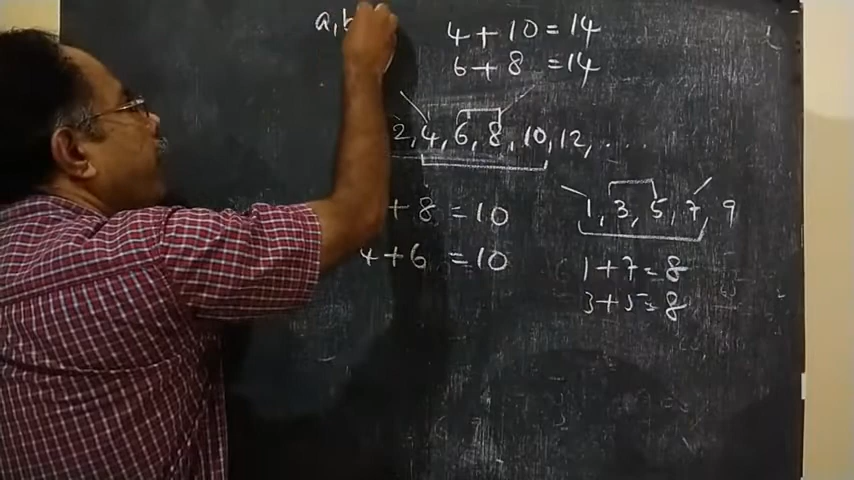 a, b
4 + 10 = 14
6 + 8 = 14
2, 4, 6, 8, 10, 12, ....
+ 8 = 10
4 + 6 = 10
1, 3, 5, 7, 9
1 + 7 = 8
3 + 5 = 8